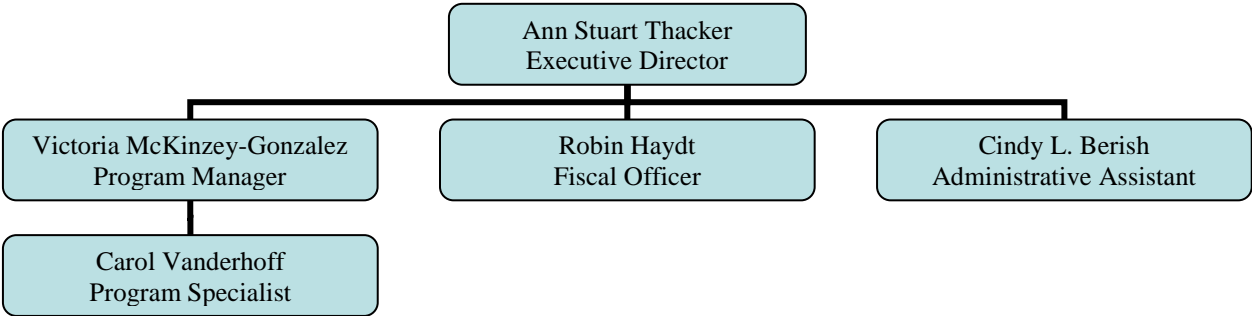 Ann Stuart Thacker
Executive Director
Victoria McKinzey-Gonzalez
Program Manager
Robin Haydt
Fiscal Officer
Cindy L. Berish
Administrative Assistant
Carol Vanderhoff
Program Specialist